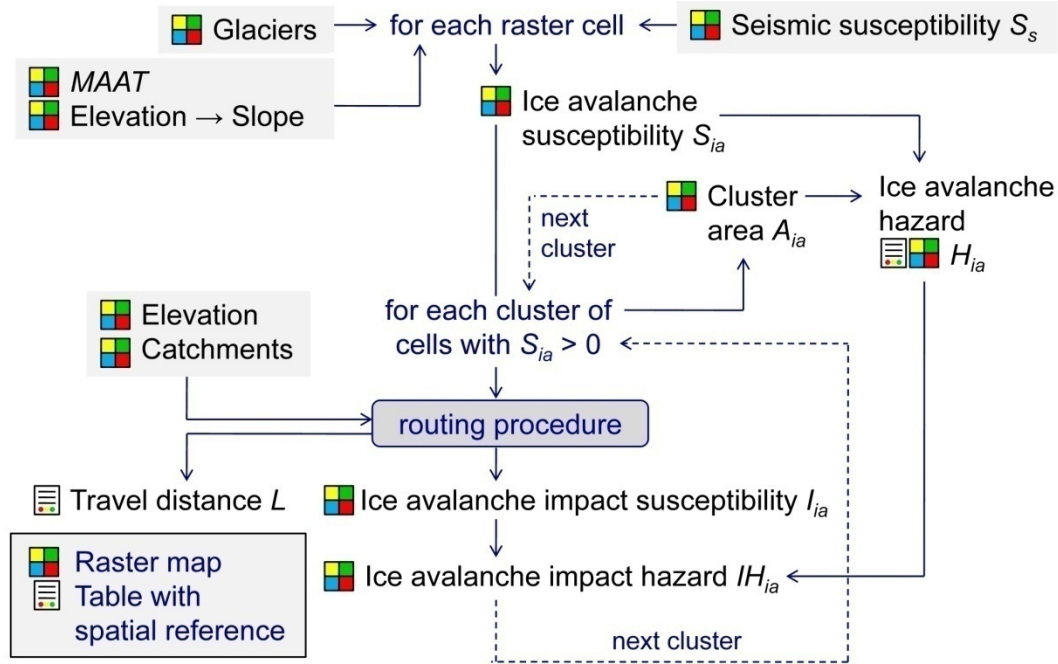 Glaciers
for each raster cell
Seismic susceptibility Sₛ
MAAT
Elevation → Slope
Ice avalanche
susceptibility Sᵢₐ
Cluster
area Aᵢₐ
Ice avalanche
hazard
Hᵢₐ
next
cluster
for each cluster of
cells with Sᵢₐ > 0
Elevation
Catchments
routing procedure
Travel distance L
Ice avalanche impact susceptibility Iᵢₐ
Ice avalanche impact hazard IHᵢₐ
Raster map
Table with
spatial reference
next cluster